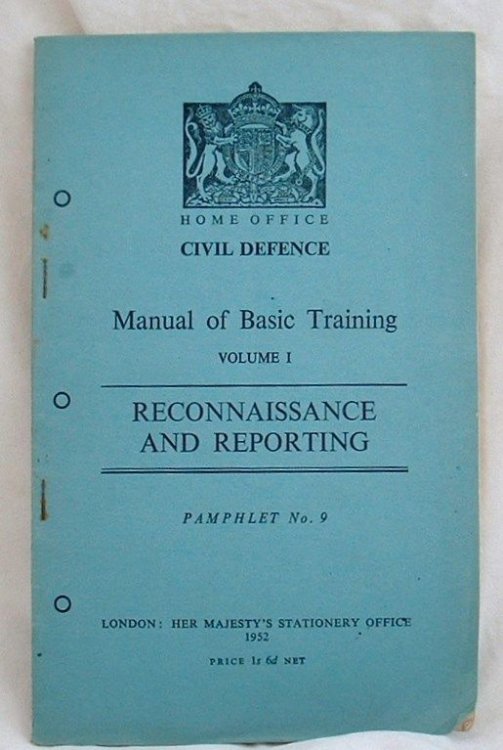 HOME OFFICE
CIVIL DEFENCE
Manual of Basic Training
VOLUME I
RECONNAISSANCE
AND REPORTING
PAMPHLET No. 9
LONDON: HER MAJESTY'S STATIONERY OFFICE
1952
PRICE 1s 6d NET